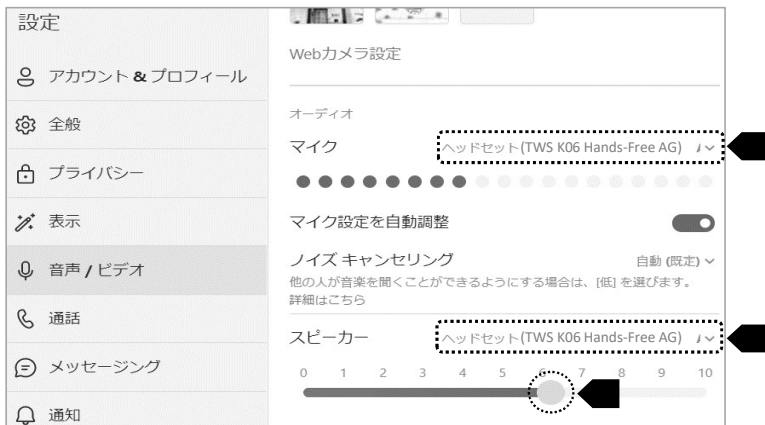 設定
アカウント & プロフィール
全般
プライバシー
表示
音声 / ビデオ
通話
メッセージング
通知
Webカメラ設定
オーディオ
マイク
ヘッドセット(TWS K06 Hands-Free AG)
マイク設定を自動調整
ノイズ キャンセリング
自動 (既定)
他の人が音楽を聞くことができるようにする場合は、[低] を選びます。
詳細はこちら
スピーカー
ヘッドセット(TWS K06 Hands-Free AG)
0 1 2 3 4 5 6 7 8 9 10